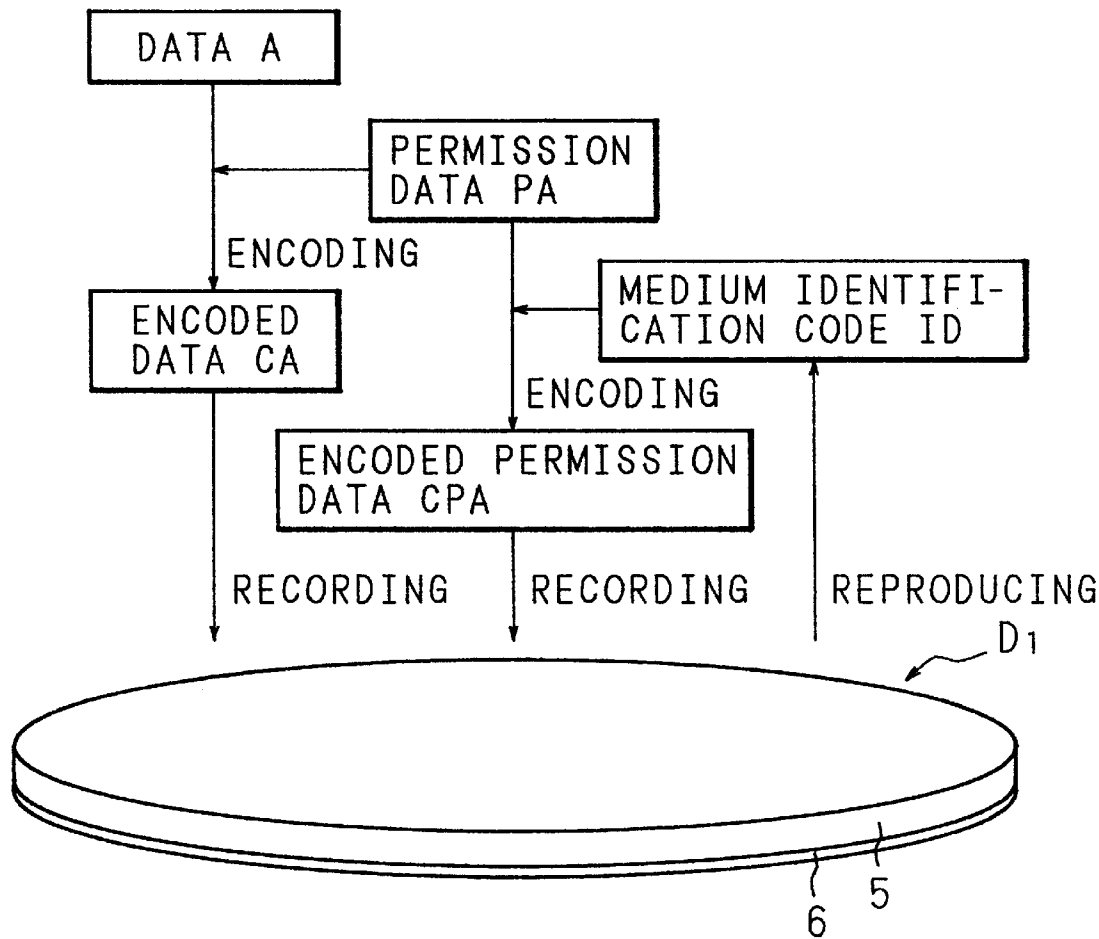 DATA A
PERMISSION
DATA PA
ENCODING
MEDIUM IDENTIFI-
CATION CODE ID
ENCODED
DATA CA
ENCODING
ENCODED PERMISSION
DATA CPA
RECORDING
RECORDING
REPRODUCING
D1
5
6